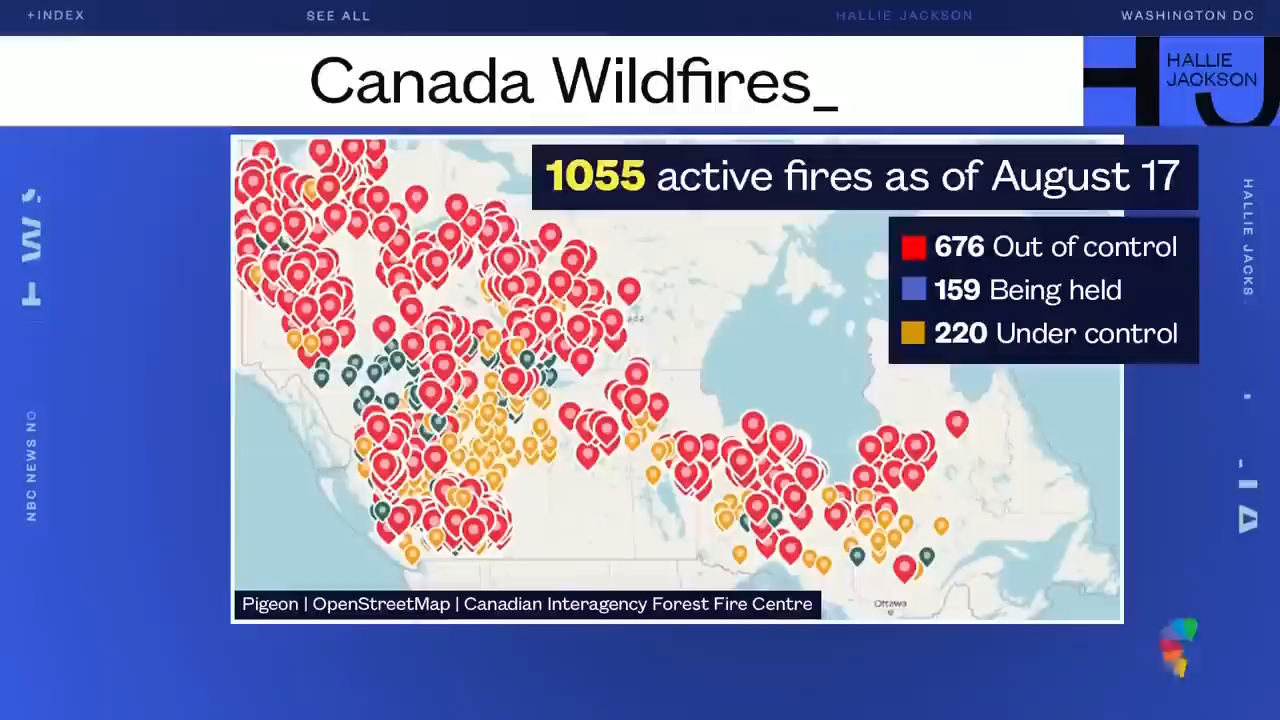 +INDEX
SEE ALL
HALLIE JACKSON
WASHINGTON DC
Canada Wildfires_
HALLIE
JACKSON
1055 active fires as of August 17
676 Out of control
159 Being held
220 Under control
HALLIE JACKS
NBC NEWS NO
Ottawa
Pigeon | OpenStreetMap | Canadian Interagency Forest Fire Centre